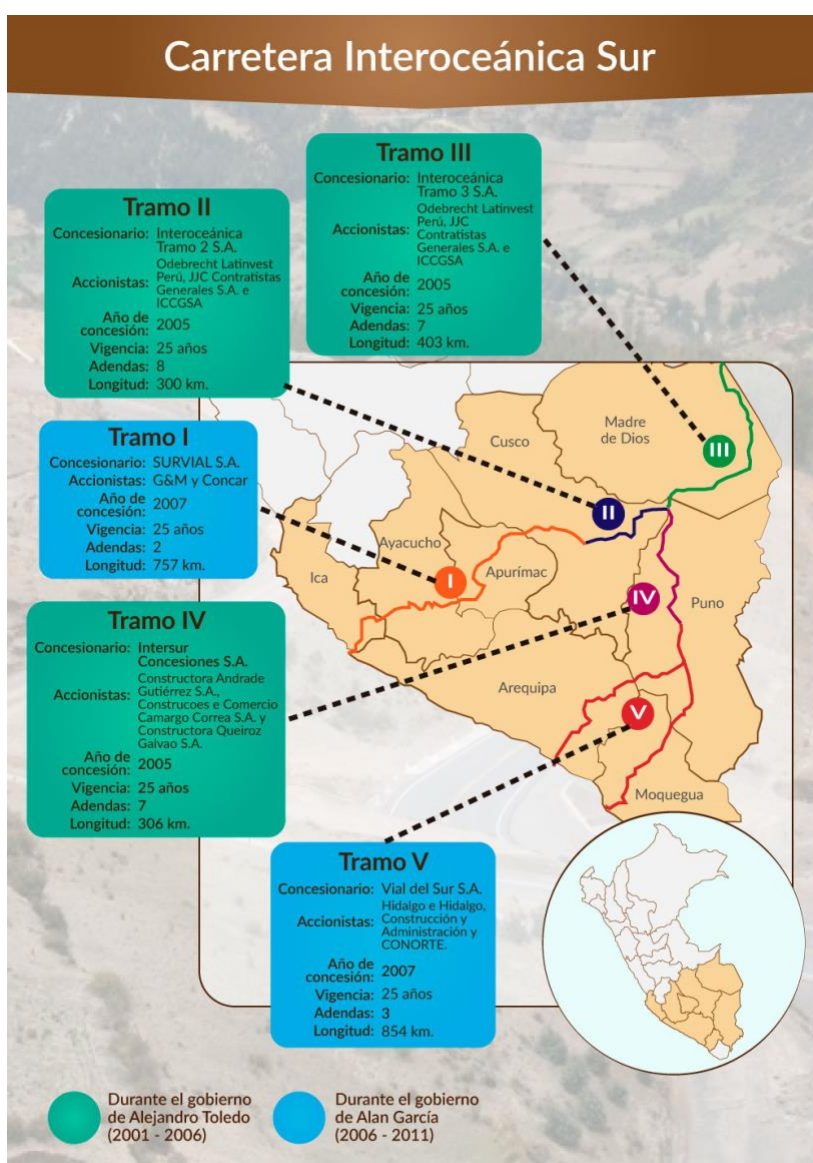 Carretera Interoceánica Sur
Tramo III
Concesionario: Interoceánica
Tramo 3 S.A.
Accionistas: Odebrecht Latinvest
Perú, JJC
Contratistas
Generales S.A. e
ICCGSA
Año de
concesión: 2005
Vigencia: 25 años
Adendas: 7
Longitud: 403 km.
Tramo II
Concesionario: Interoceánica
Tramo 2 S.A.
Accionistas: Odebrecht Latinvest
Perú, JJC Contratistas
Generales S.A. e
ICCGSA
Año de
concesión: 2005
Vigencia: 25 años
Adendas: 8
Longitud: 300 km.
Tramo I
Concesionario: SURVIAL S.A.
Accionistas: G&M y Concar
Año de
concesión: 2007
Vigencia: 25 años
Adendas: 2
Longitud: 757 km.
Tramo IV
Concesionario: Intersur
Concesiones S.A.
Accionistas: Constructora Andrade
Gutiérrez S.A.,
Construcoes e Comercio
Camargo Correa S.A. y
Constructora Queiroz
Galvao S.A.
Año de
concesión: 2005
Vigencia: 25 años
Adendas: 7
Longitud: 306 km.
Tramo V
Concesionario: Vial del Sur S.A.
Accionistas: Hidalgo e Hidalgo,
Construcción y
Administración y
CONORTE.
Año de
concesión: 2007
Vigencia: 25 años
Adendas: 3
Longitud: 854 km.
Madre
de Dios
Cusco
III
II
Ayacucho
I
Apurímac
Ica
IV
Puno
Arequipa
V
Moquegua
Durante el gobierno
de Alejandro Toledo
(2001 - 2006)
Durante el gobierno
de Alan García
(2006 - 2011)